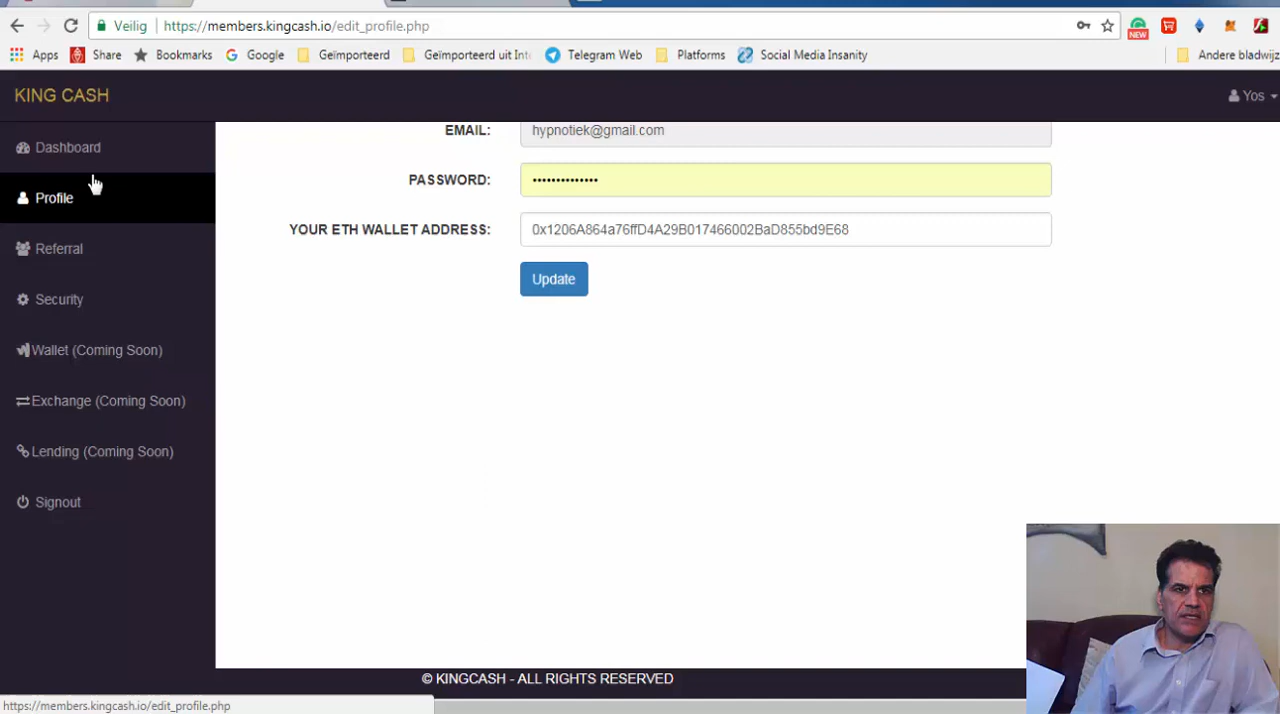 Veilig https://members.kingcash.io/edit_profile.php
NEW
Apps Share Bookmarks Google Geïmporteerd Geïmporteerd uit Int Telegram Web Platforms Social Media Insanity Andere bladwijz
KING CASH Yos
Dashboard
Profile
Referral
Security
Wallet (Coming Soon)
Exchange (Coming Soon)
Lending (Coming Soon)
Signout
EMAIL: hypnotiek@gmail.com
PASSWORD: ••••••••••••••
YOUR ETH WALLET ADDRESS: 0x1206A864a76ffD4A29B017466002BaD855bd9E68
Update
© KINGCASH - ALL RIGHTS RESERVED
https://members.kingcash.io/edit_profile.php